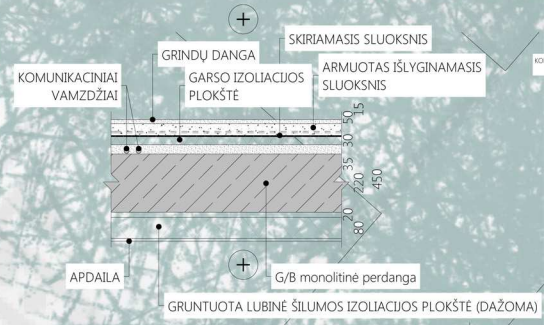 SKIRIAMASIS SLUOKSNIS
GRINDŲ DANGA
KOMUNIKACINIAI
VAMZDŽIAI
GARSO IZOLIACIJOS
PLOKŠTĖ
ARMUOTAS IŠLYGINAMASIS
SLUOKSNIS
15
50
30
35
220
450
20
80
APDAILA
G/B monolitinė perdanga
GRUNTUOTA LUBINĖ ŠILUMOS IZOLIACIJOS PLOKŠTĖ (DAŽOMA)